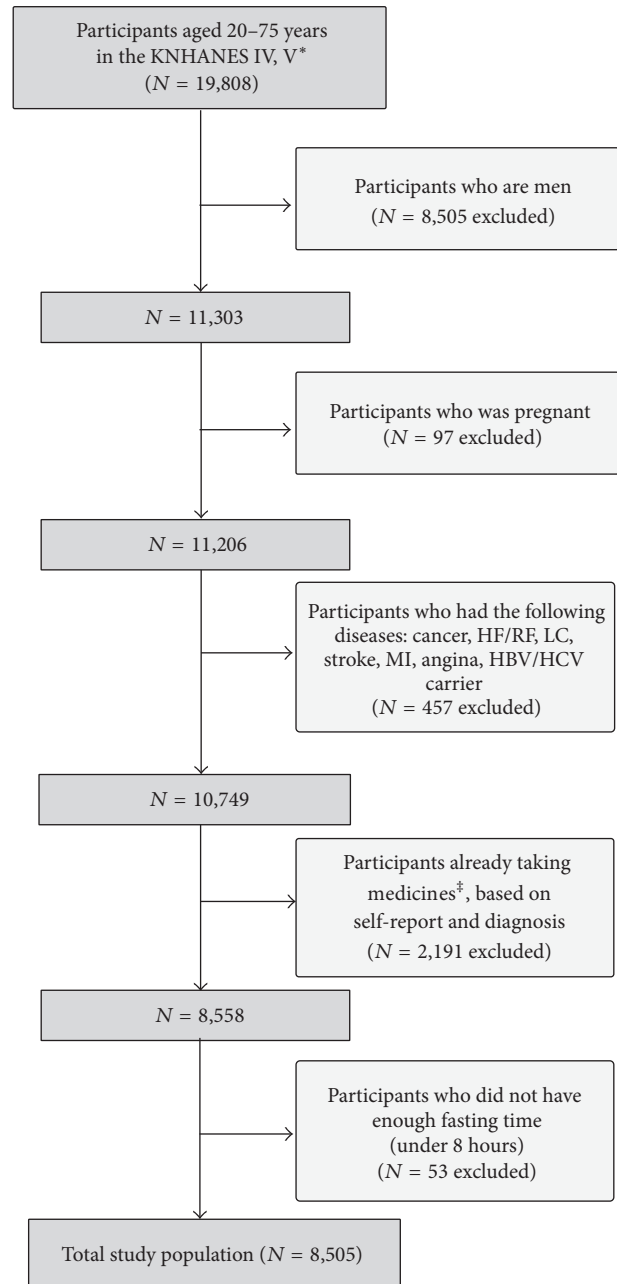 Participants aged 20–75 years
in the KNHANES IV, V*
(N = 19,808)
Participants who are men
(N = 8,505 excluded)
N = 11,303
Participants who was pregnant
(N = 97 excluded)
N = 11,206
Participants who had the following
diseases: cancer, HF/RF, LC,
stroke, MI, angina, HBV/HCV
carrier
(N = 457 excluded)
N = 10,749
Participants already taking
medicines‡, based on
self-report and diagnosis
(N = 2,191 excluded)
N = 8,558
Participants who did not have
enough fasting time
(under 8 hours)
(N = 53 excluded)
Total study population (N = 8,505)